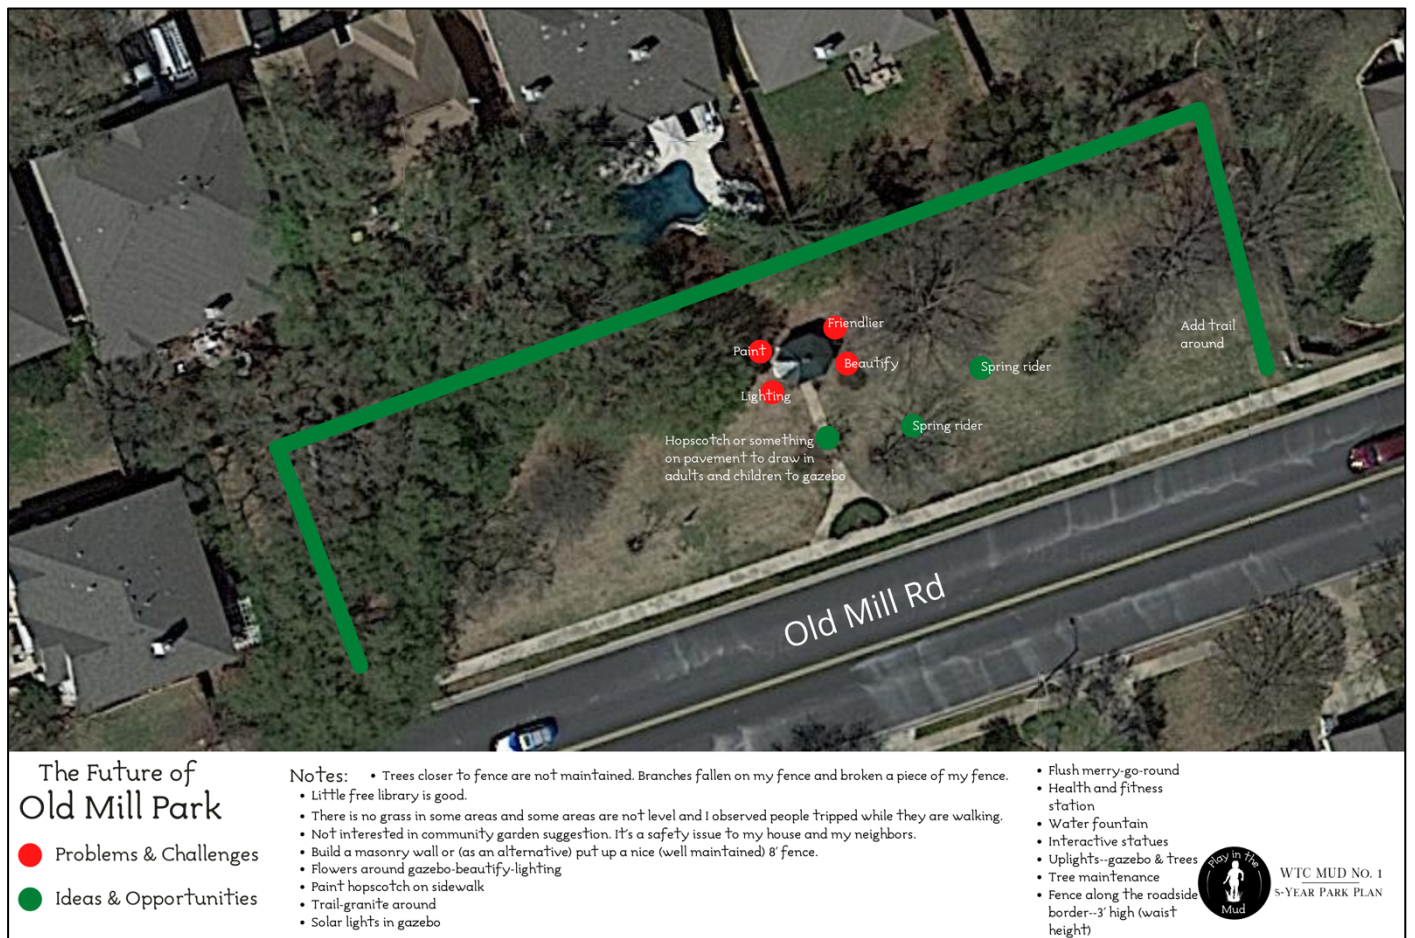 Friendlier
Paint
Beautify
Lighting
Spring rider
Spring rider
Add trail
around
Hopscotch or something
on pavement to draw in
adults and children to gazebo
Old Mill Rd
The Future of
Old Mill Park
Problems & Challenges
Ideas & Opportunities
Notes:
• Trees closer to fence are not maintained. Branches fallen on my fence and broken a piece of my fence.
• Little free library is good.
• There is no grass in some areas and some areas are not level and I observed people tripped while they are walking.
• Not interested in community garden suggestion. It's a safety issue to my house and my neighbors.
• Build a masonry wall or (as an alternative) put up a nice (well maintained) 8' fence.
• Flowers around gazebo-beautify-lighting
• Paint hopscotch on sidewalk
• Trail-granite around
• Solar lights in gazebo
• Flush merry-go-round
• Health and fitness
station
• Water fountain
• Interactive statues
• Uplights--gazebo & trees
• Tree maintenance
• Fence along the roadside
border--3' high (waist
height)
Play in the
Mud
WTC MUD No. 1
5-Year Park Plan